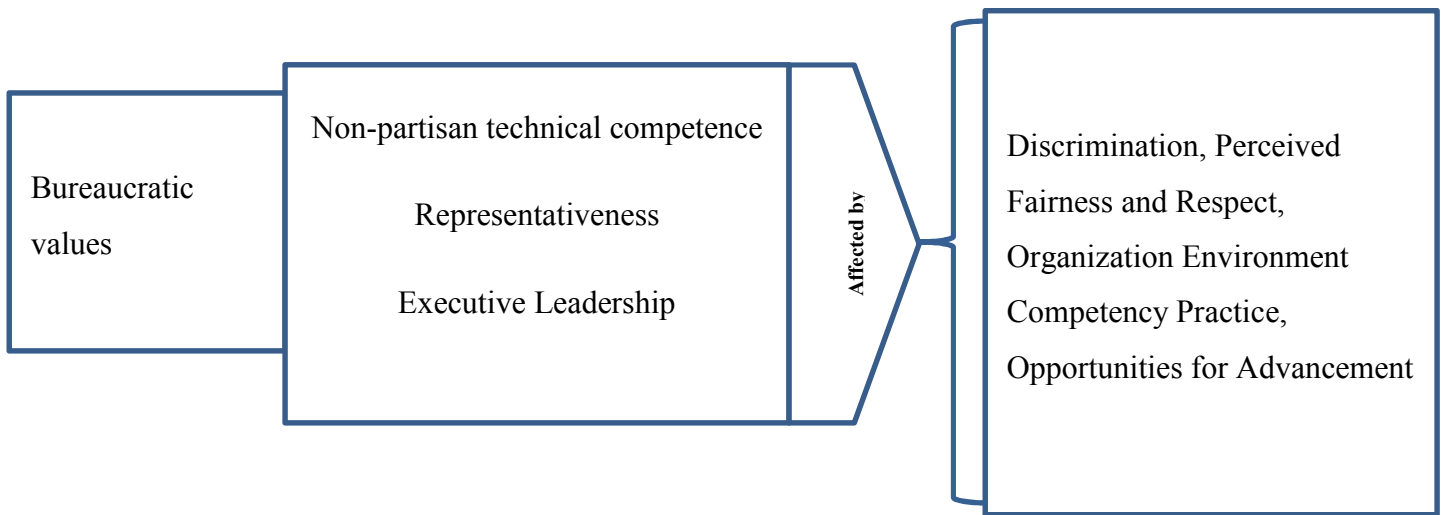 Bureaucratic
values
Non-partisan technical competence
Representativeness
Executive Leadership
Affected by
Discrimination, Perceived
Fairness and Respect,
Organization Environment
Competency Practice,
Opportunities for Advancement